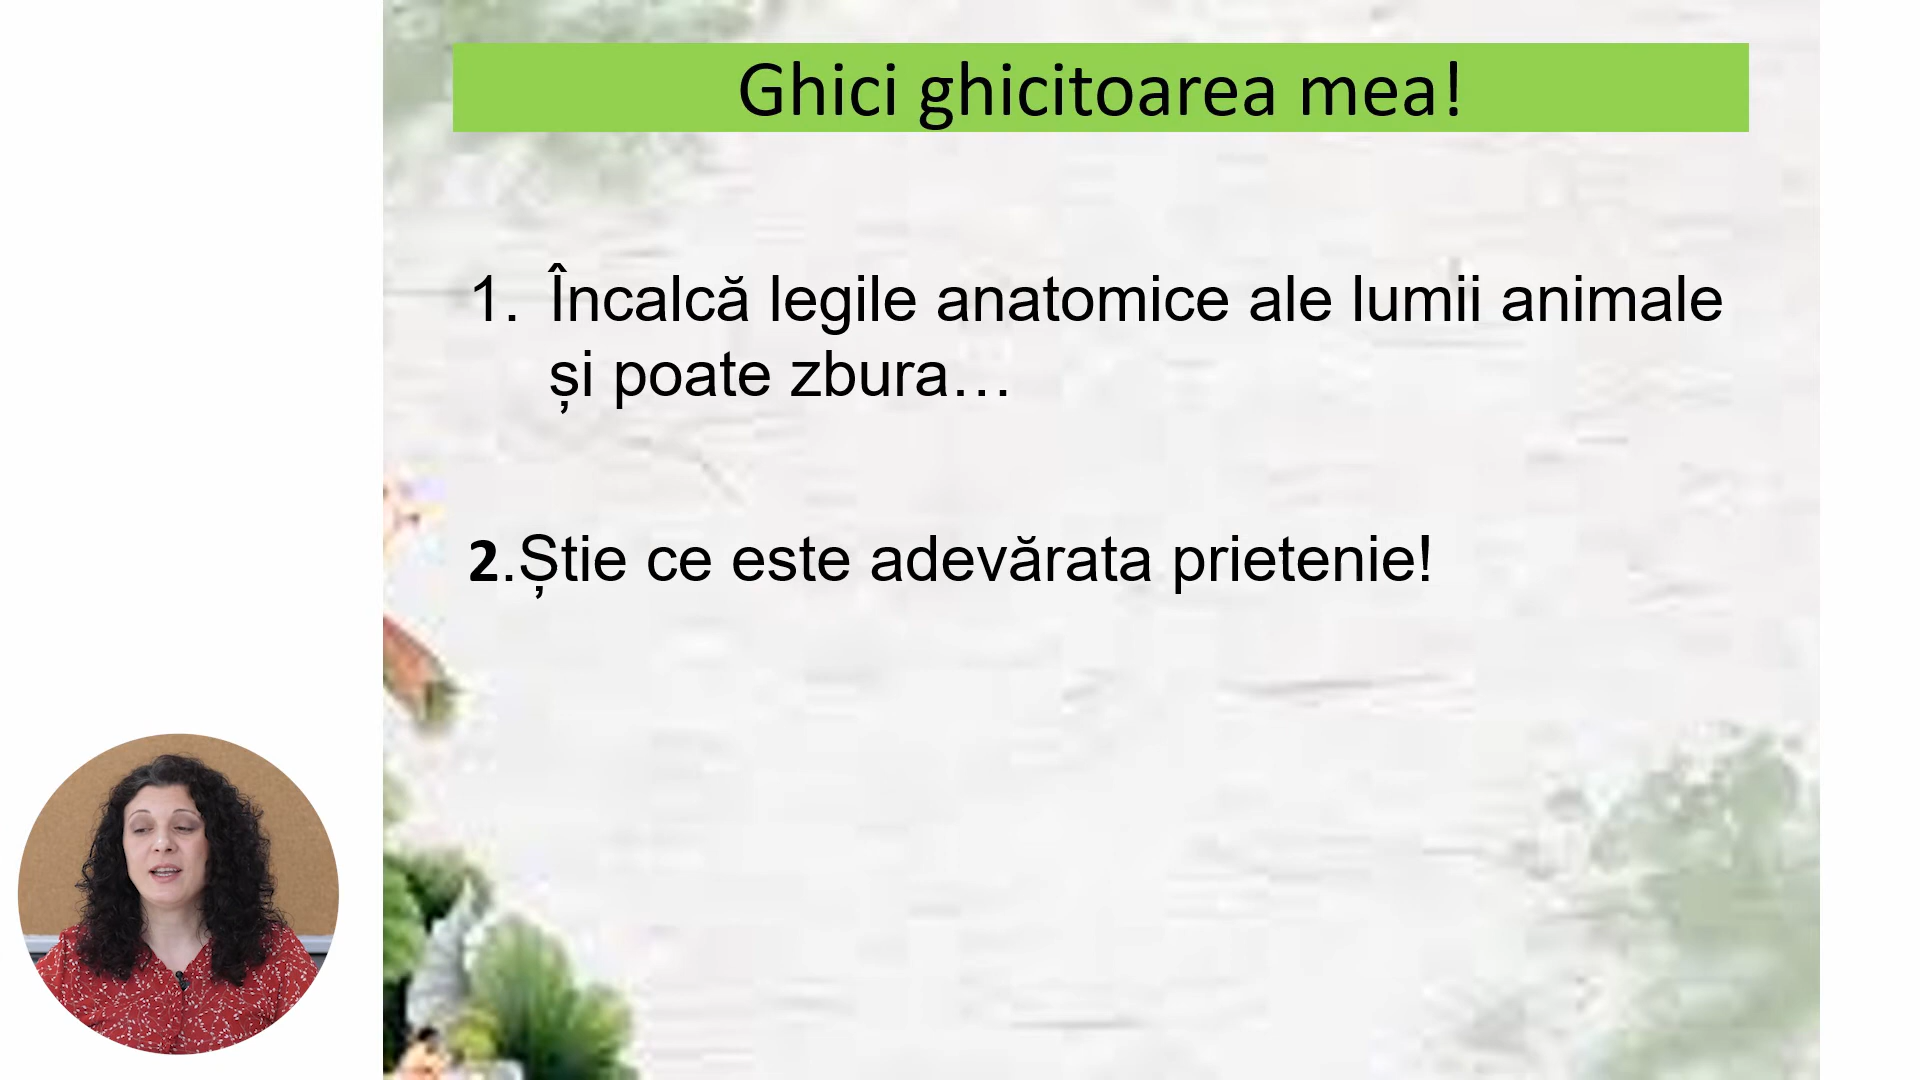 Ghici ghicitoarea mea!
1. Încalcă legile anatomice ale lumii animale
și poate zbura…
2.Știe ce este adevărata prietenie!